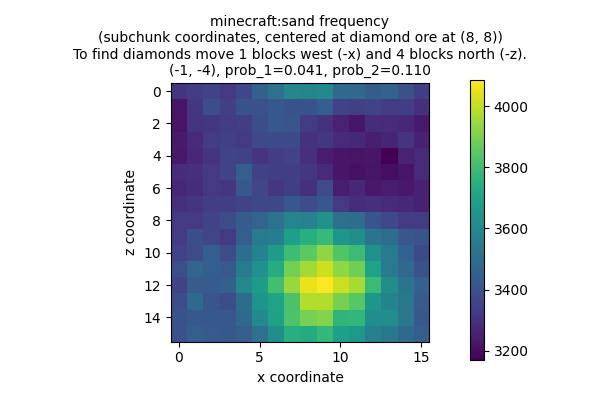 minecraft:sand frequency
(subchunk coordinates, centered at diamond ore at (8, 8))
To find diamonds move 1 blocks west (-x) and 4 blocks north (-z).
(-1, -4), prob_1=0.041, prob_2=0.110
0
2
4
6
8
10
12
14
z coordinate
0
5
10
15
x coordinate
4000
3800
3600
3400
3200